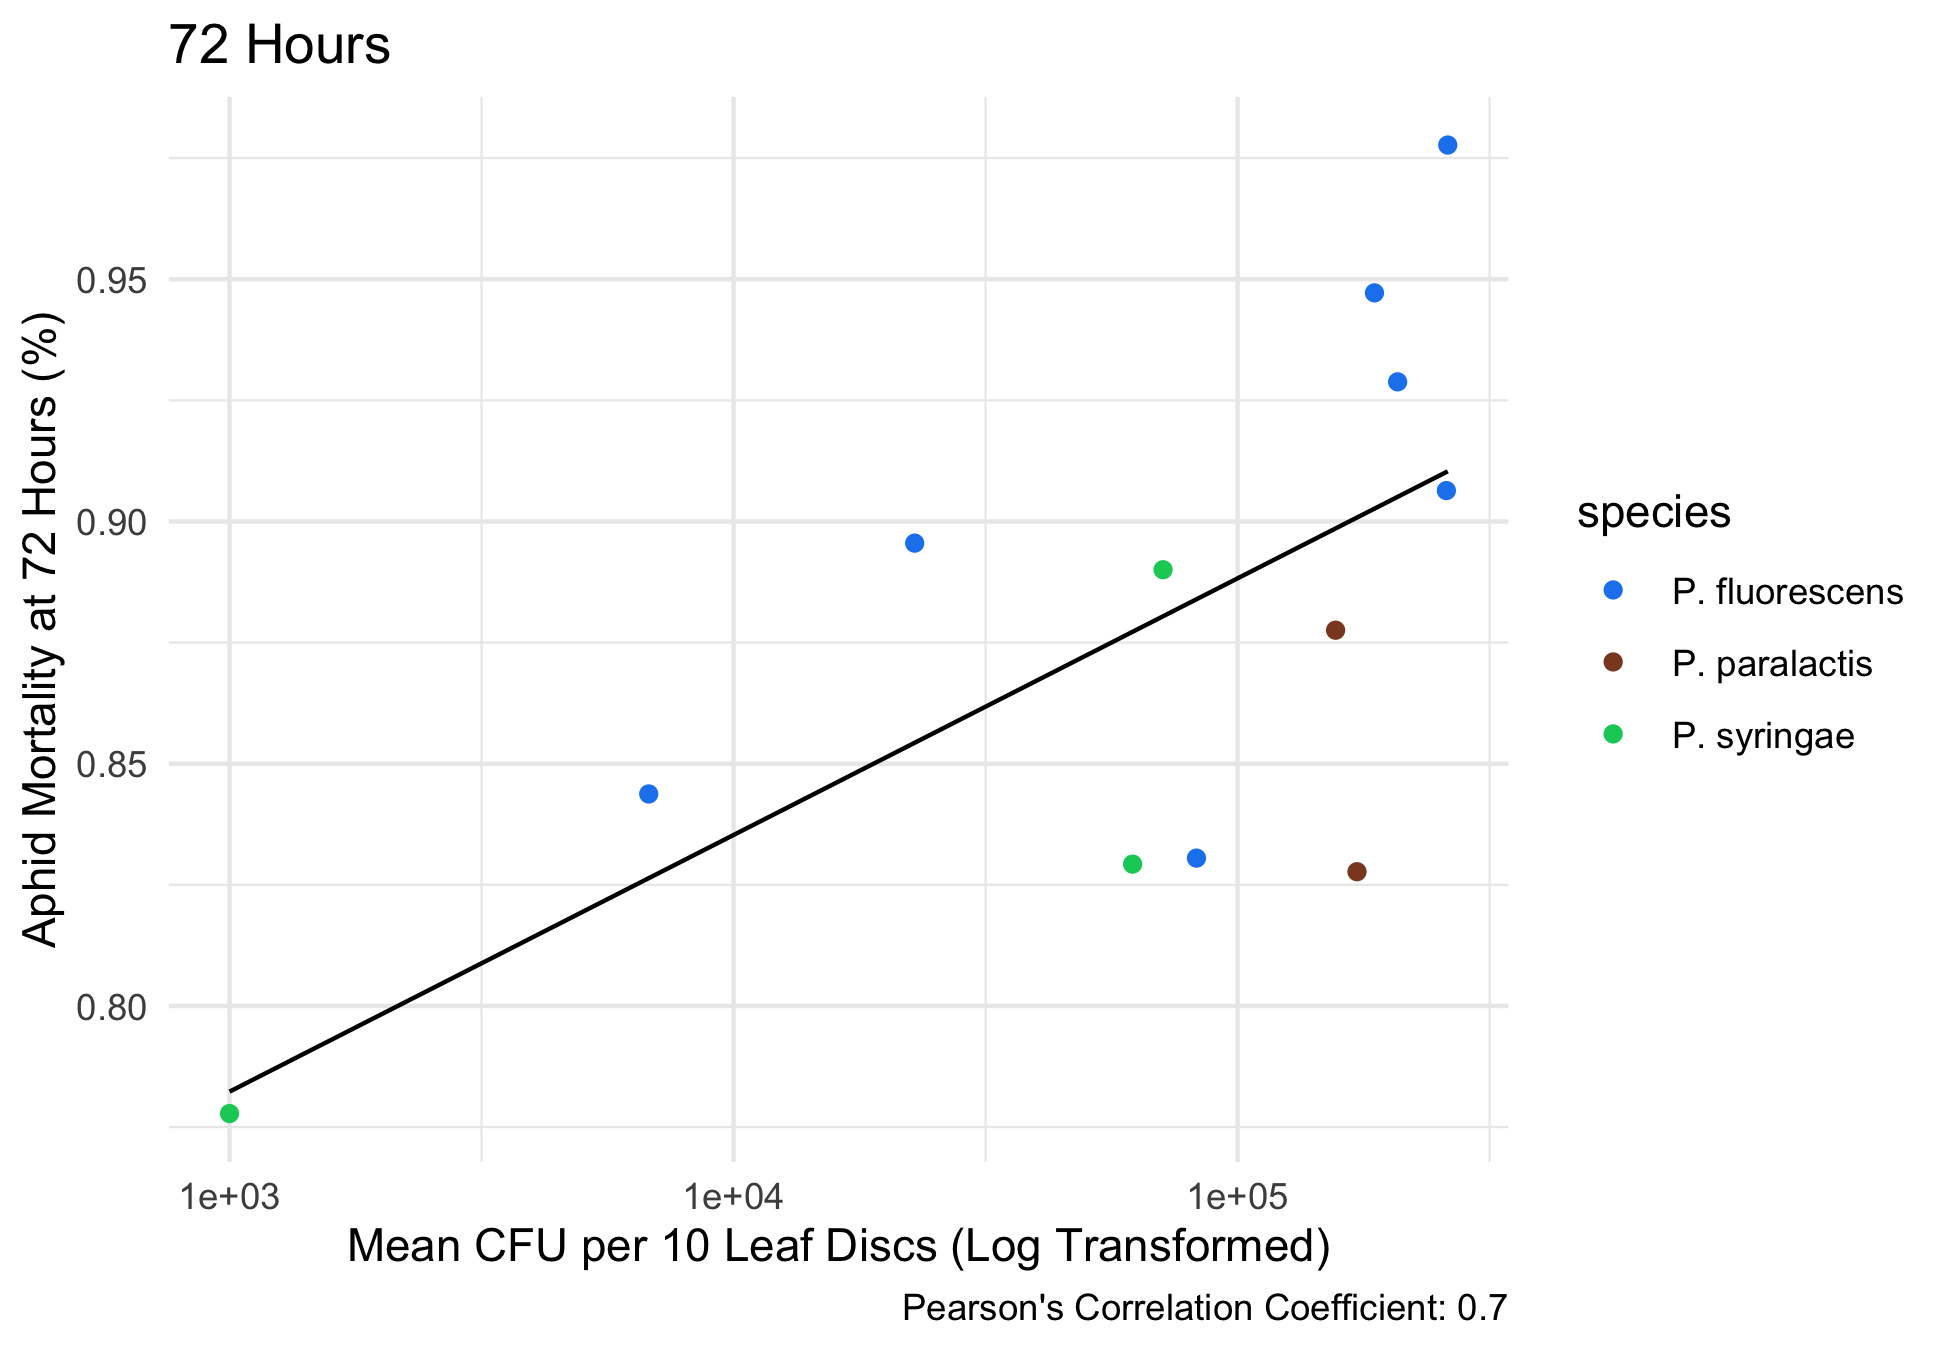 72 Hours
Aphid Mortality at 72 Hours (%)
0.95
0.90
0.85
0.80
1e+03 1e+04 1e+05
Mean CFU per 10 Leaf Discs (Log Transformed)
Pearson's Correlation Coefficient: 0.7
species
P. fluorescens
P. paralactis
P. syringae